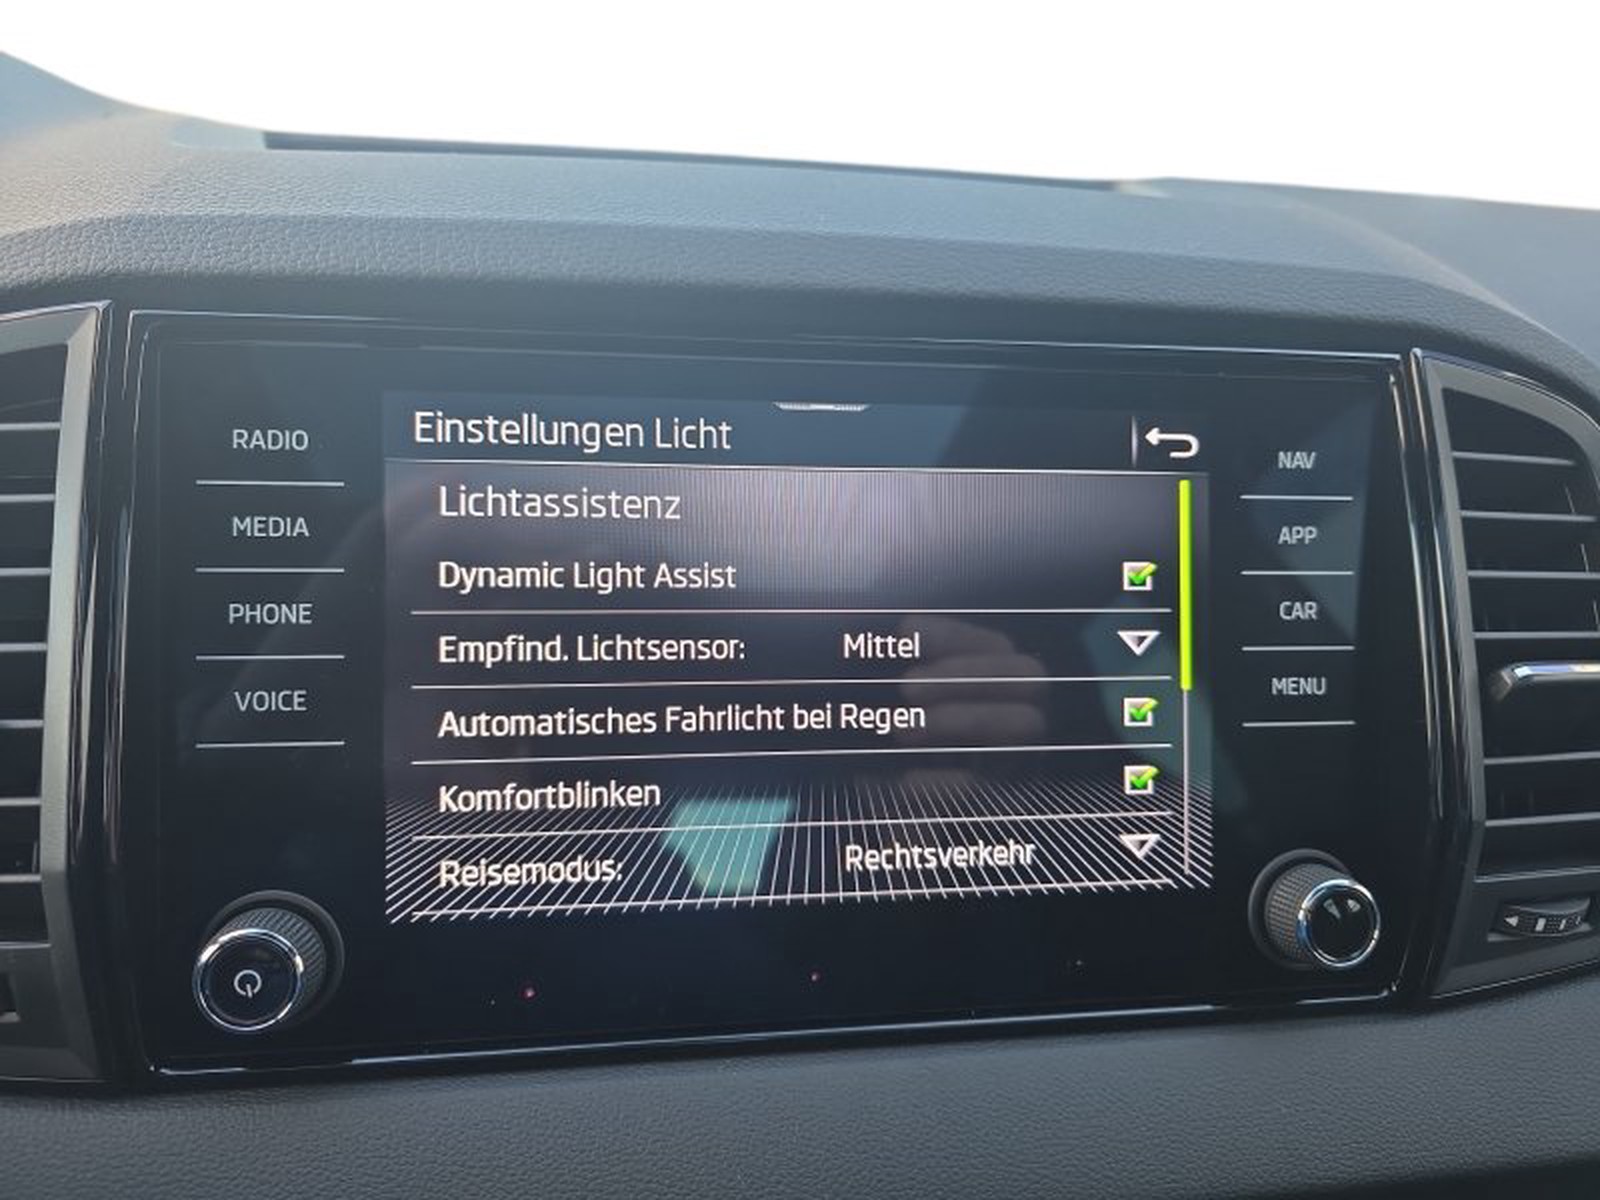 RADIO
MEDIA
PHONE
VOICE
Einstellungen Licht
Lichtassistenz
Dynamic Light Assist
Empfind. Lichtsensor: Mittel
Automatisches Fahrlicht bei Regen
Komfortblinken
Reisemodus: Rechtsverkehr
NAV
APP
CAR
MENU